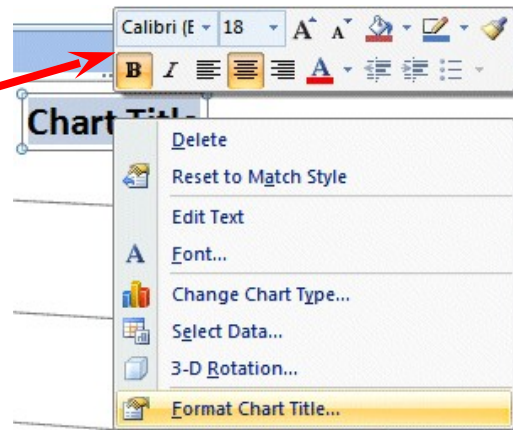 Calibri (E 18 A A
B I A
Chart Title
Delete
Reset to Match Style
Edit Text
A Font...
Change Chart Type...
Select Data...
3-D Rotation...
Format Chart Title...